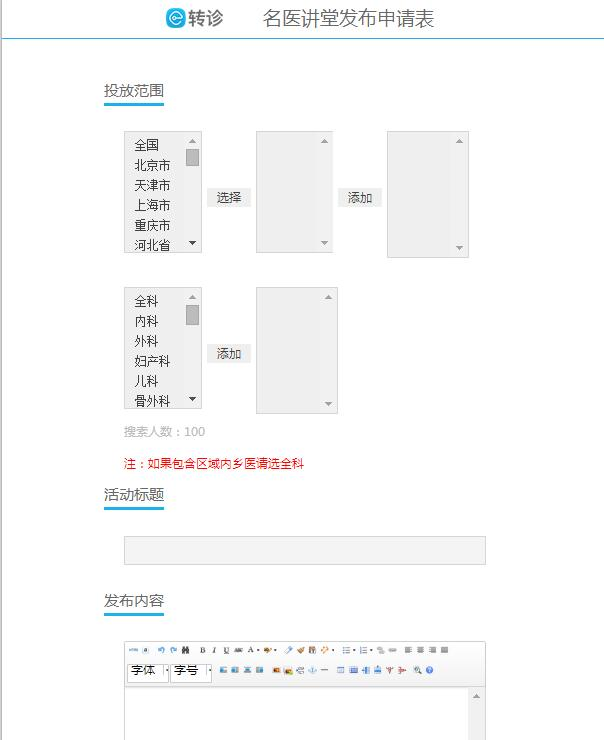 转诊
名医讲堂发布申请表
投放范围
全国
北京市
天津市
上海市
重庆市
河北省
选择
添加
全科
内科
外科
妇产科
儿科
骨外科
添加
搜索人数：100
注：如果包含区域内乡医请选全科
活动标题
发布内容
HTML
B I U ABC A
字体 字号